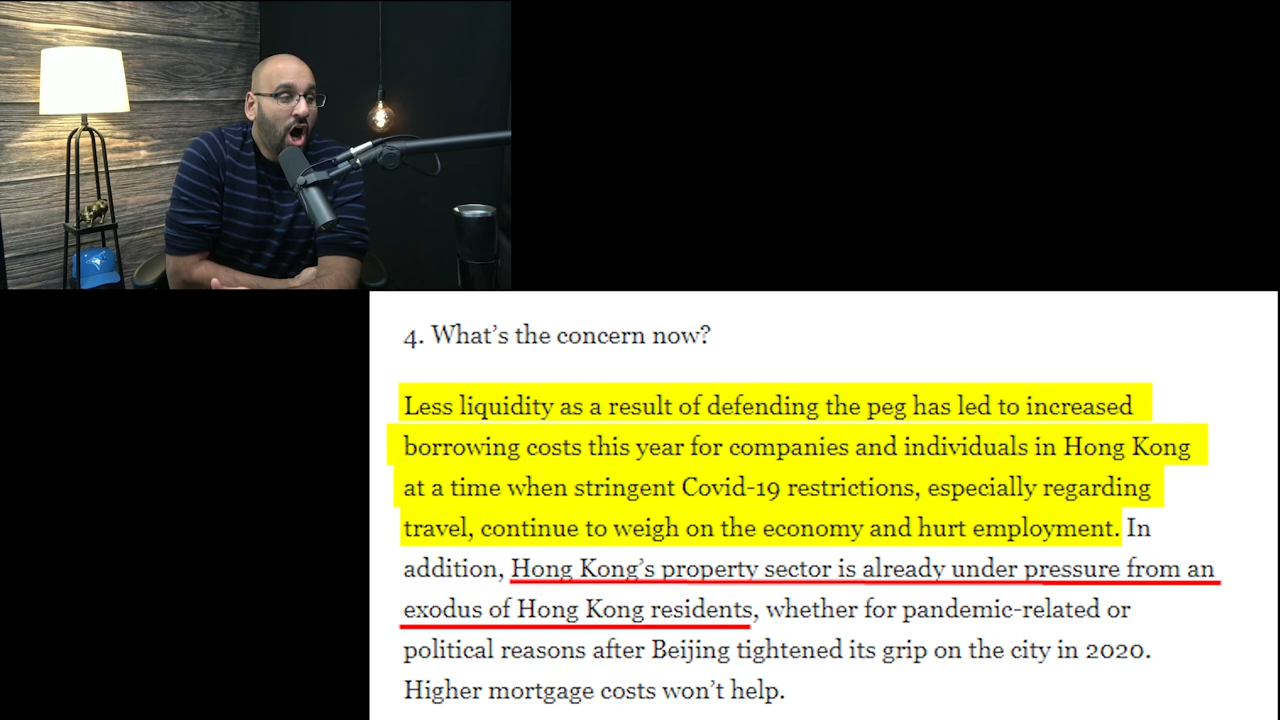 4. What's the concern now?
Less liquidity as a result of defending the peg has led to increased
borrowing costs this year for companies and individuals in Hong Kong
at a time when stringent Covid-19 restrictions, especially regarding
travel, continue to weigh on the economy and hurt employment. In
addition, Hong Kong's property sector is already under pressure from an
exodus of Hong Kong residents, whether for pandemic-related or
political reasons after Beijing tightened its grip on the city in 2020.
Higher mortgage costs won't help.